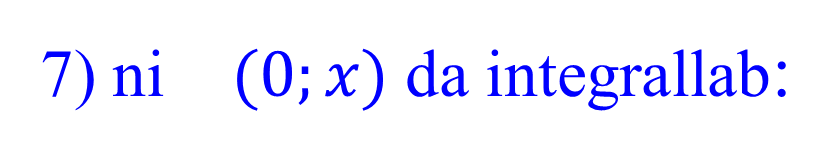 7) ni (0; x) da integrallab: